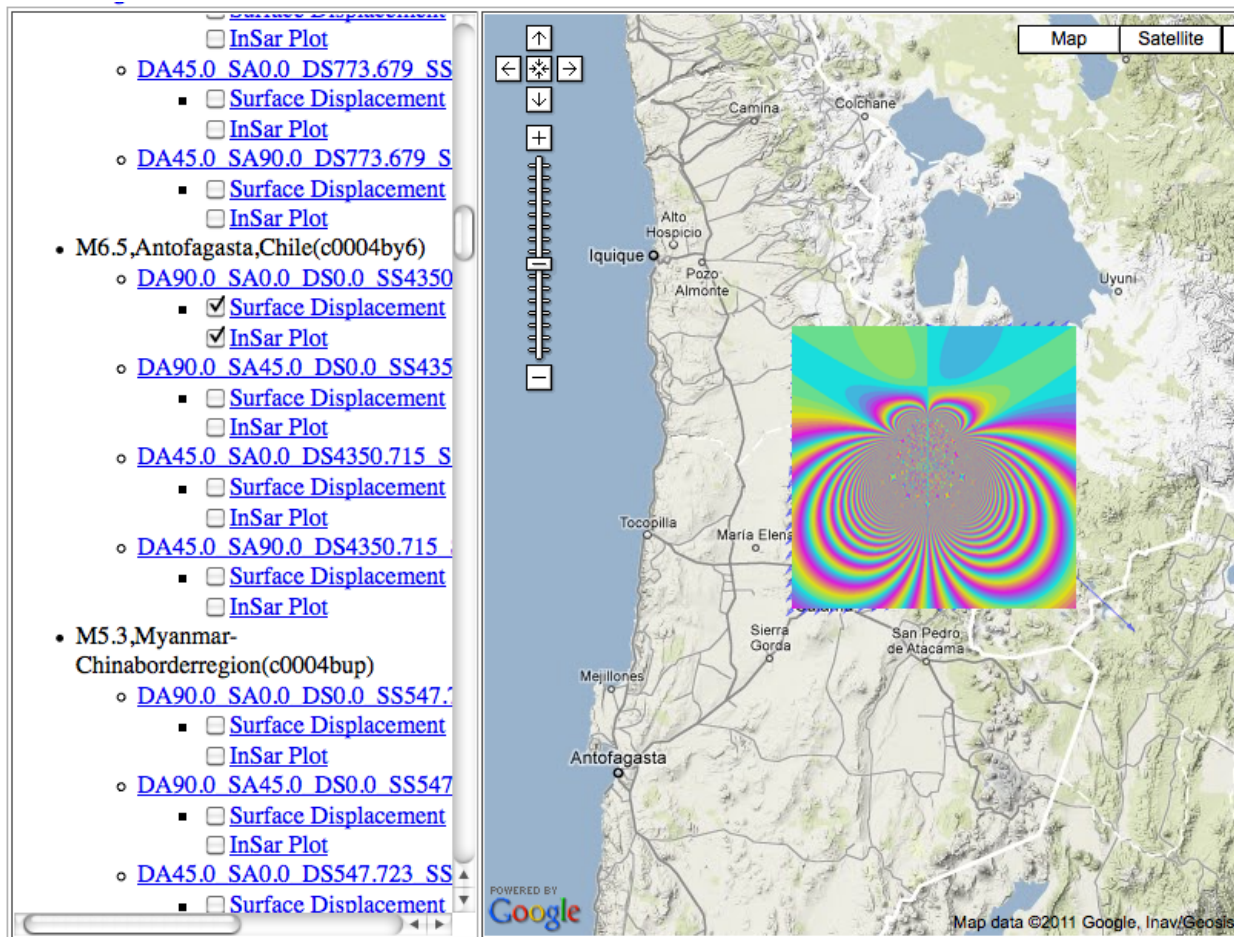 Surface Displacement
InSar Plot
DA45.0_SA0.0_DS773.679_SS
Surface Displacement
InSar Plot
DA45.0_SA90.0_DS773.679_S
Surface Displacement
InSar Plot
M6.5,Antofagasta,Chile(c0004by6)
DA90.0_SA0.0_DS0.0_SS4350
Surface Displacement
InSar Plot
DA90.0_SA45.0_DS0.0_SS435
Surface Displacement
InSar Plot
DA45.0_SA0.0_DS4350.715_S
Surface Displacement
InSar Plot
DA45.0_SA90.0_DS4350.715_
Surface Displacement
InSar Plot
M5.3,Myanmar-
Chinaborderregion(c0004bup)
DA90.0_SA0.0_DS0.0_SS547.
Surface Displacement
InSar Plot
DA90.0_SA45.0_DS0.0_SS547
Surface Displacement
InSar Plot
DA45.0_SA0.0_DS547.723_SS
Surface Displacement
Map
Satellite
Camina
Colchane
Alto
Hospicio
Iquique
Pozo
Almonte
Uyuni
Tocopilla
María Elena
Sierra
Gorda
San Pedro
de Atacama
Mejillones
Antofagasta
POWERED BY
Google
Map data ©2011 Google, Inav/Geosis